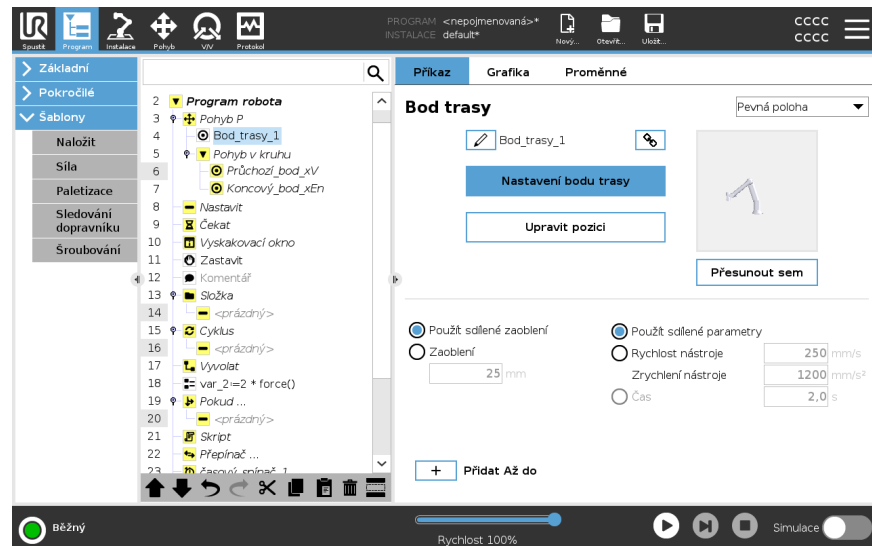 UR
Spustit
Program
Instalace
Pohyb
V/V
Protokol
PROGRAM <nepojmenovaná>*
INSTALACE default*
Nový...
Otevřít...
Uložit...
CCCC
CCCC
Základní
Pokročilé
Šablony
Naložit
Síla
Paletizace
Sledování
dopravníku
Šroubování
2 Program robota
3 Pohyb P
4 Bod_trasy_1
5 Pohyb v kruhu
6 Průchozí_bod_xV
7 Koncový_bod_xEn
8 Nastavit
9 Čekat
10 Vyskakovací okno
11 Zastavit
12 Komentář
13 Složka
14 <prázdný>
15 Cyklus
16 <prázdný>
17 Vyvolat
18 var_2:=2 * force()
19 Pokud ...
20 <prázdný>
21 Skript
22 Přepínač ...
23 časový_spínač_1
Příkaz
Grafika
Proměnné
Bod trasy
Pevná poloha
Bod_trasy_1
Nastavení bodu trasy
Upravit pozici
Přesunout sem
Použít sdílené zaoblení
Zaoblení
25 mm
Použít sdílené parametry
Rychlost nástroje 250 mm/s
Zrychlení nástroje 1200 mm/s²
Čas 2,0 s
+ Přidat Až do
Běžný
Rychlost 100%
Simulace